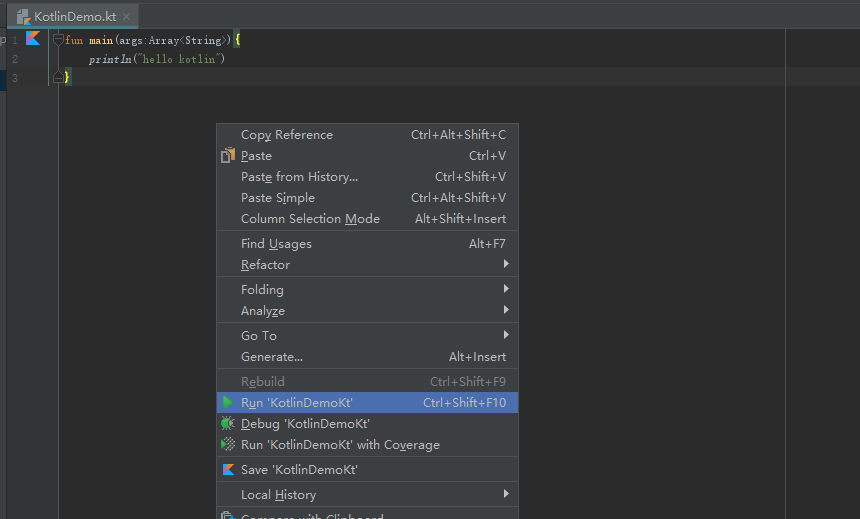 KotlinDemo.kt
1 fun main(args:Array<String>){
2 println("hello kotlin")
3 }
Copy Reference Ctrl+Alt+Shift+C
Paste Ctrl+V
Paste from History... Ctrl+Shift+V
Paste Simple Ctrl+Alt+Shift+V
Column Selection Mode Alt+Shift+Insert
Find Usages Alt+F7
Refactor
Folding
Analyze
Go To
Generate... Alt+Insert
Rebuild Ctrl+Shift+F9
Run 'KotlinDemoKt' Ctrl+Shift+F10
Debug 'KotlinDemoKt'
Run 'KotlinDemoKt' with Coverage
Save 'KotlinDemoKt'
Local History
Compare with Clipboard